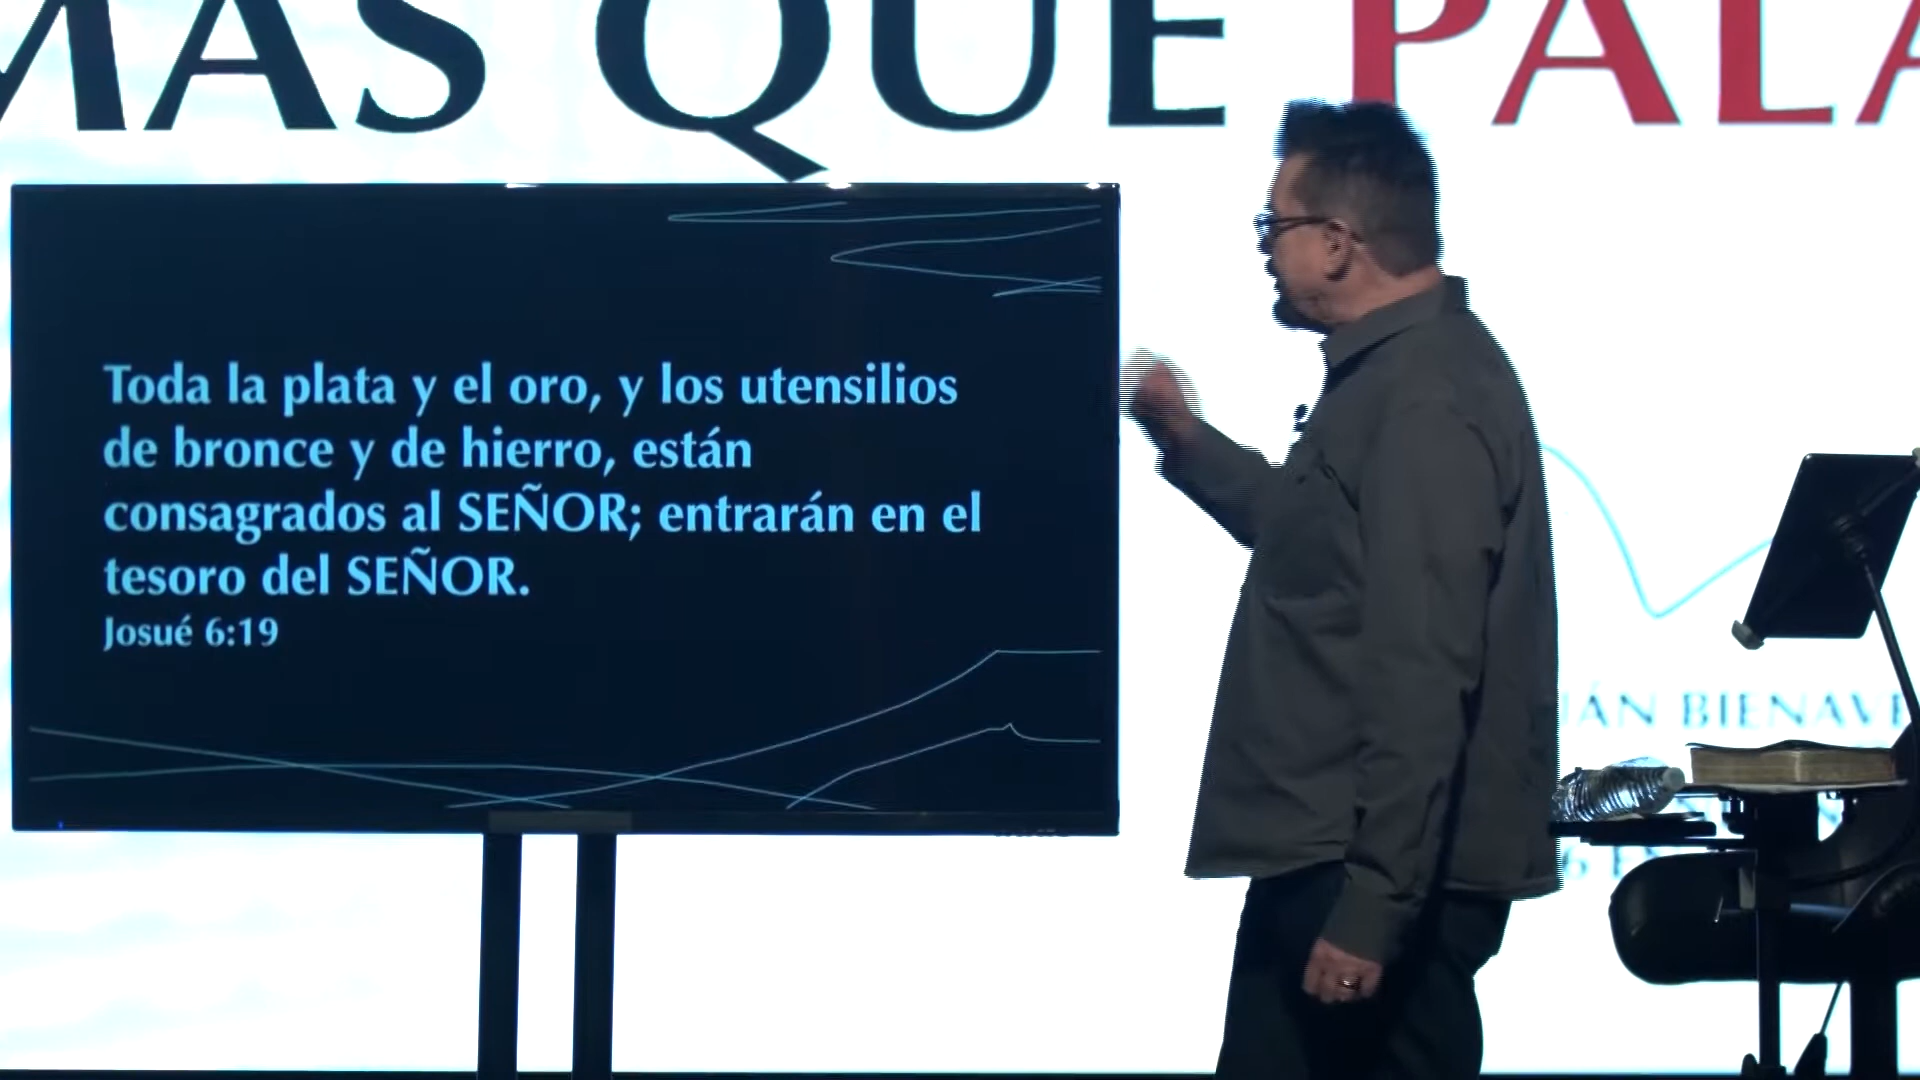 MAS QUE
Toda la plata y el oro, y los utensilios
de bronce y de hierro, están
consagrados al SEÑOR; entrarán en el
tesoro del SEÑOR.
Josué 6:19